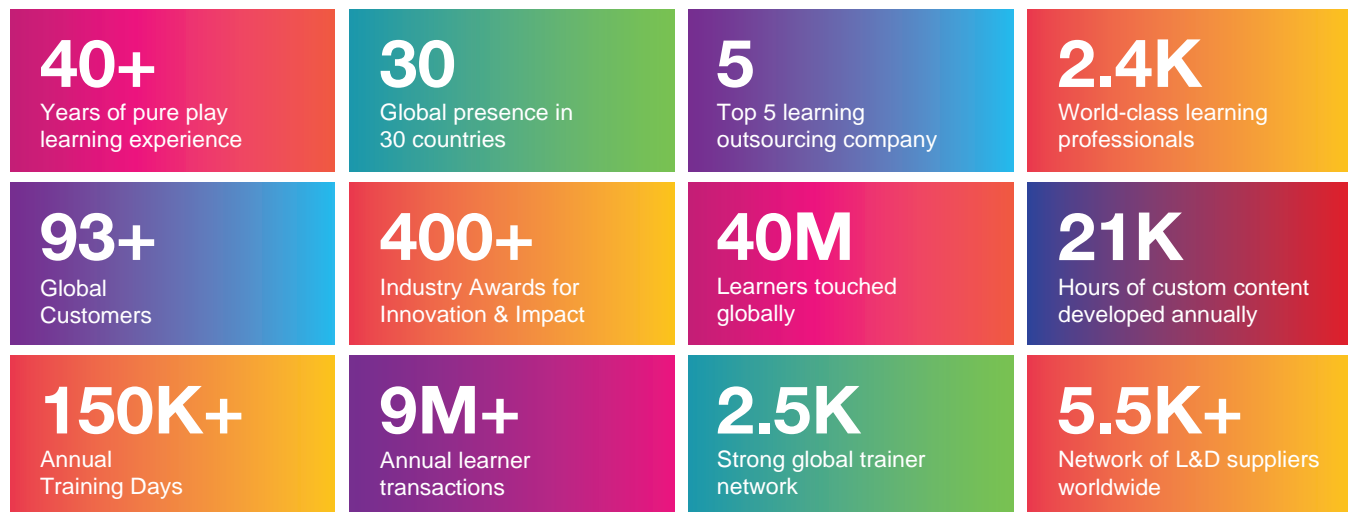 40+
Years of pure play
learning experience
30
Global presence in
30 countries
5
Top 5 learning
outsourcing company
2.4K
World-class learning
professionals
93+
Global
Customers
400+
Industry Awards for
Innovation & Impact
40M
Learners touched
globally
21K
Hours of custom content
developed annually
150K+
Annual
Training Days
9M+
Annual learner
transactions
2.5K
Strong global trainer
network
5.5K+
Network of L&D suppliers
worldwide